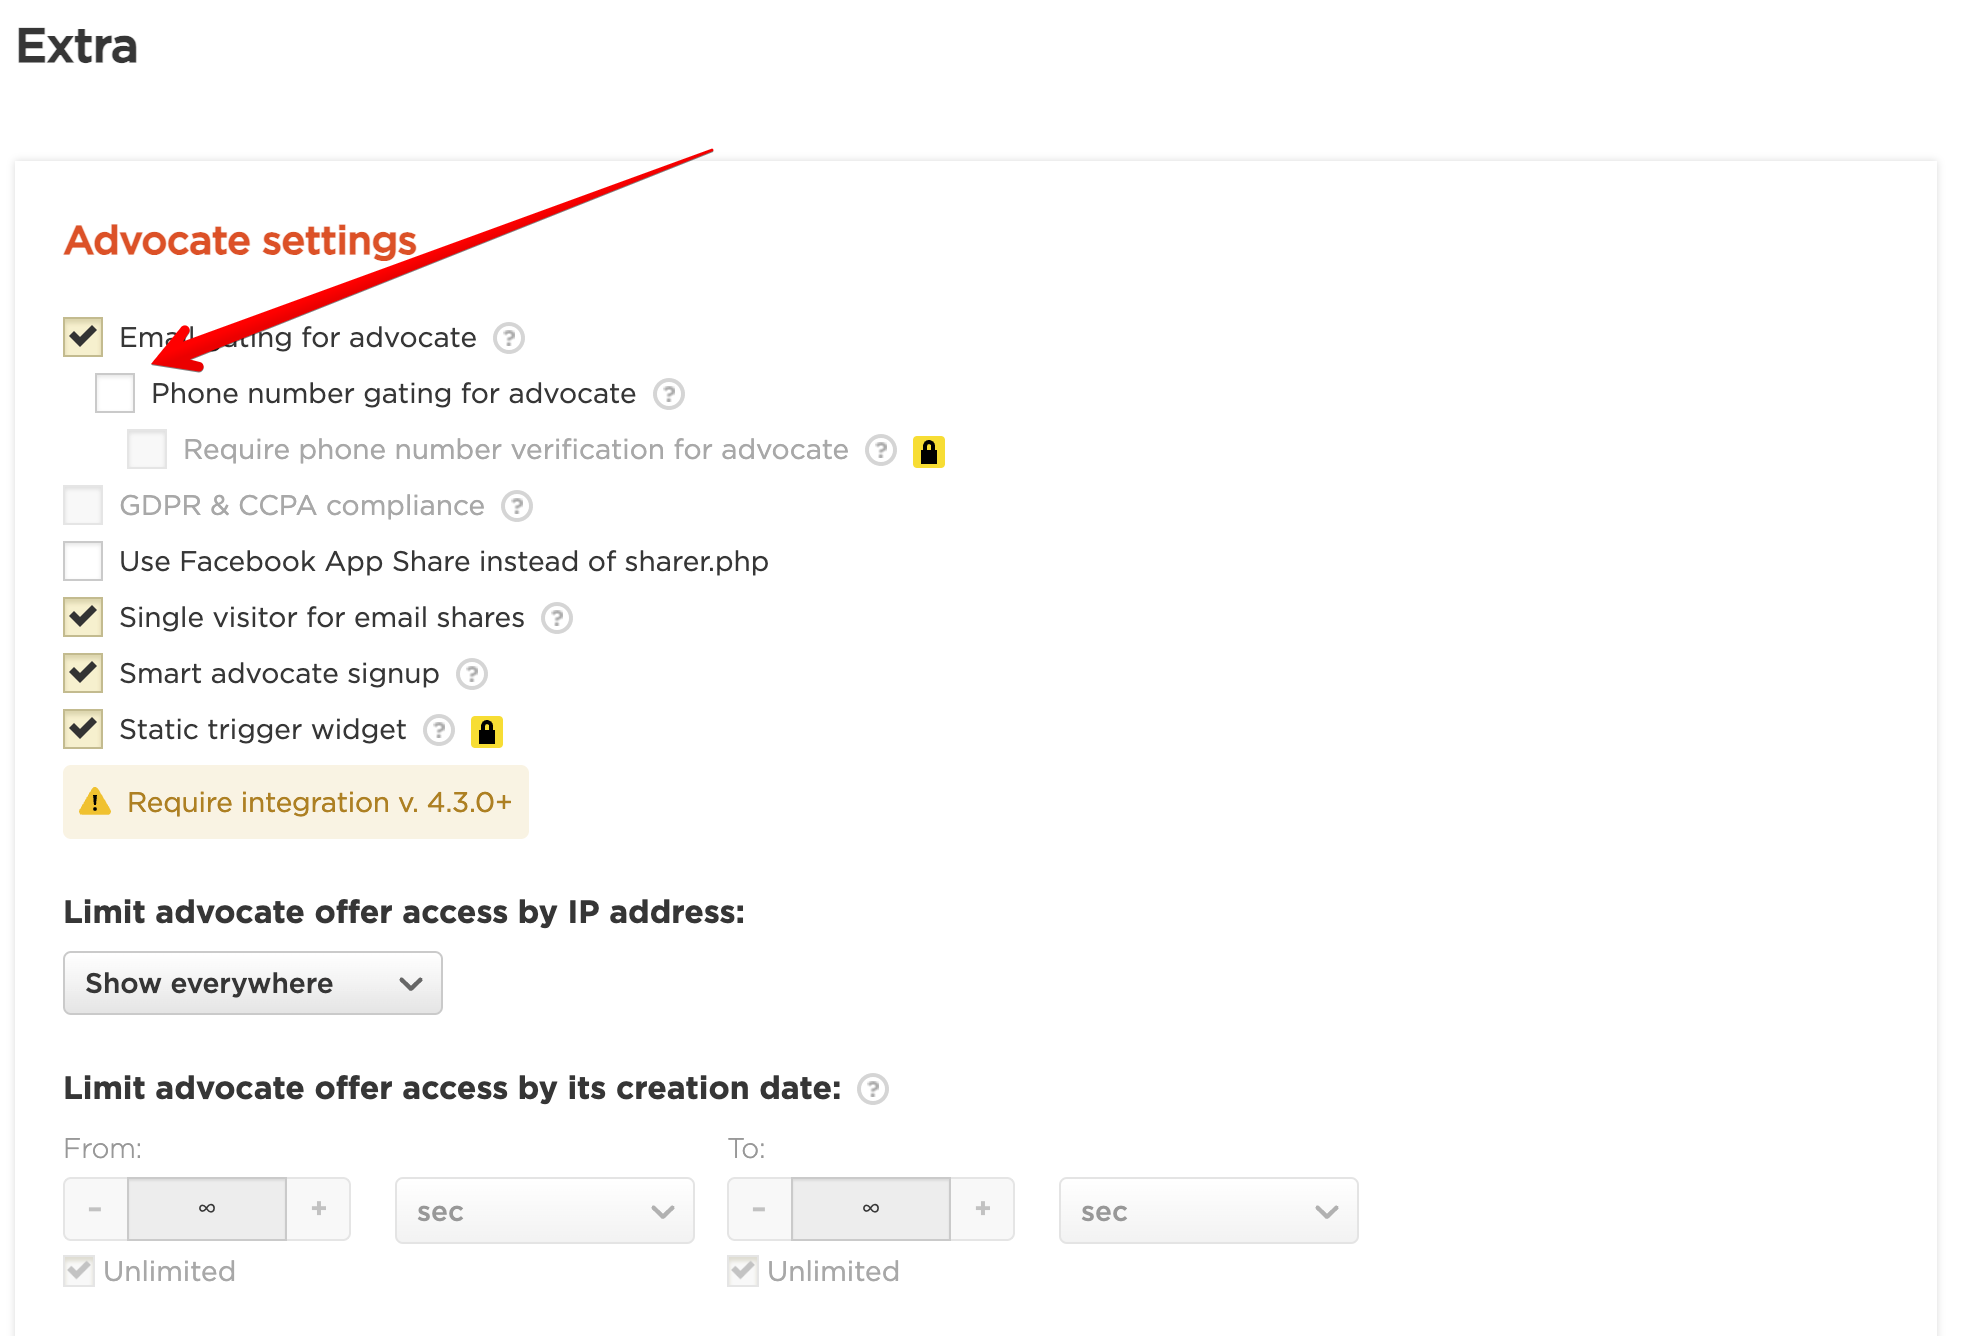 Extra
Advocate settings
Email gating for advocate ?
Phone number gating for advocate ?
Require phone number verification for advocate ?
GDPR & CCPA compliance ?
Use Facebook App Share instead of sharer.php
Single visitor for email shares ?
Smart advocate signup ?
Static trigger widget ?
Require integration v. 4.3.0+
Limit advocate offer access by IP address:
Show everywhere
Limit advocate offer access by its creation date: ?
From: To:
- ∞ + sec - ∞ + sec
Unlimited Unlimited